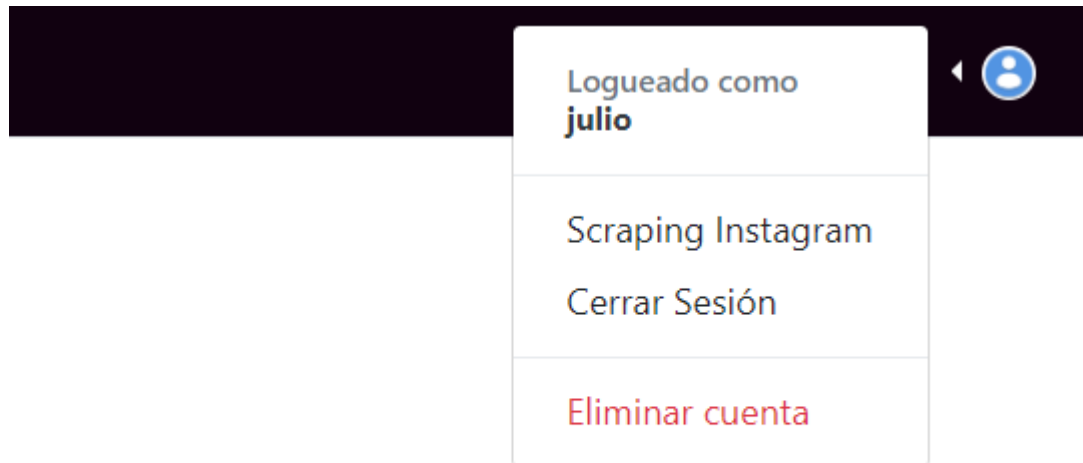 Logueado como
julio
Scraping Instagram
Cerrar Sesión
Eliminar cuenta